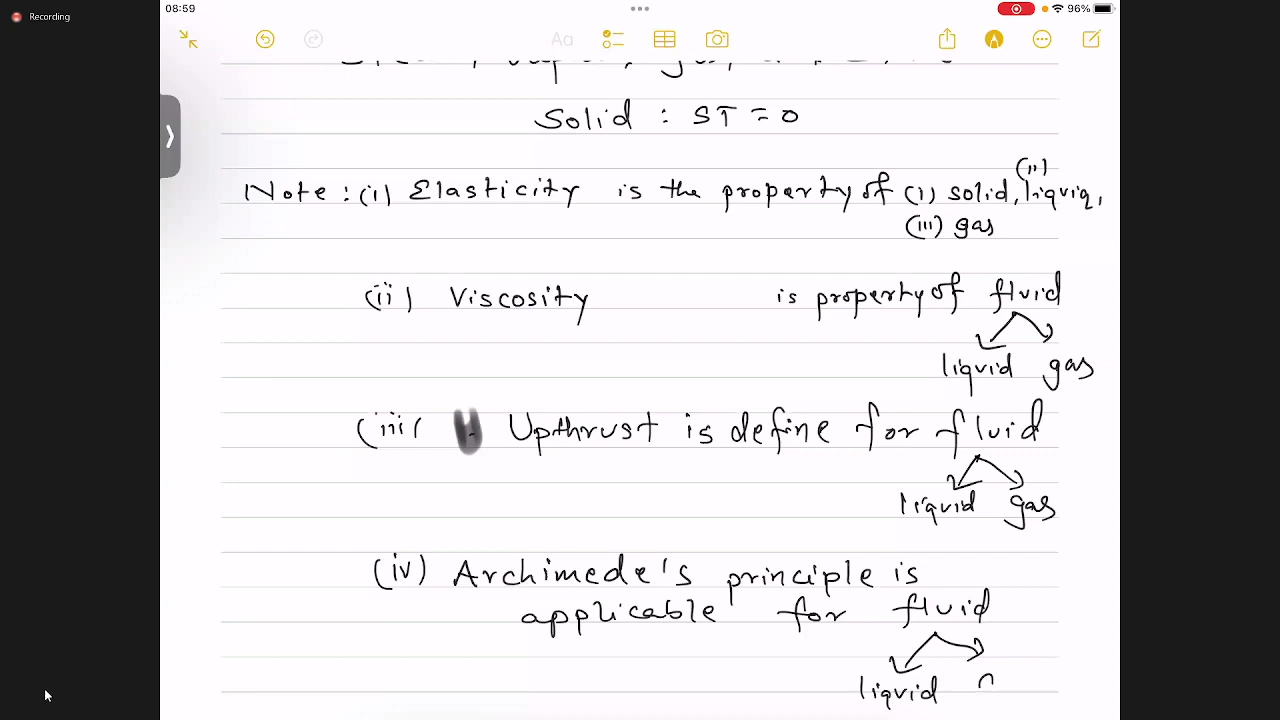 Recording
08:59
96%
Aa
Solid : ST = 0
(ii)
Note : (i) Elasticity is the property of (i) solid, liquiq,
(iii) gas
(ii) Viscosity is property of fluid
liquid gas
(iii( Upthrust is define for fluid
liquid gas
(iv) Archimede's principle is
applicable for fluid
liquid